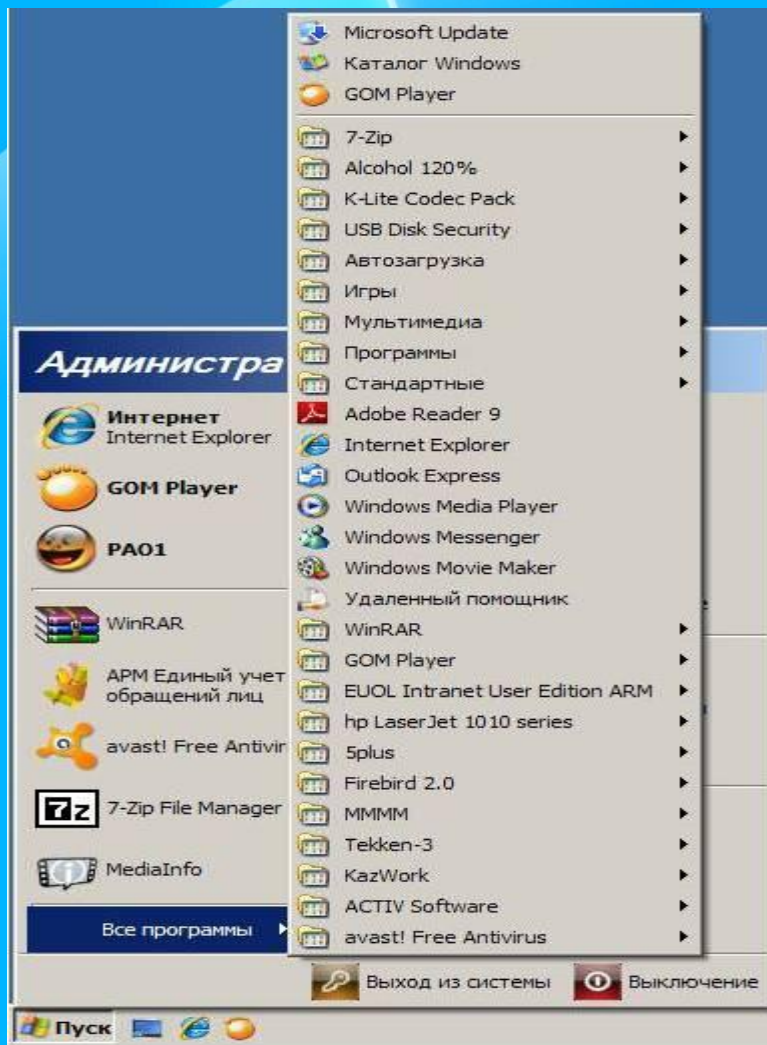 Microsoft Update
Каталог Windows
GOM Player
7-Zip
Alcohol 120%
K-Lite Codec Pack
USB Disk Security
Автозагрузка
Игры
Мультимедиа
Программы
Стандартные
Adobe Reader 9
Internet Explorer
Outlook Express
Windows Media Player
Windows Messenger
Windows Movie Maker
Удаленный помощник
WinRAR
GOM Player
EUOL Intranet User Edition ARM
hp LaserJet 1010 series
5plus
Firebird 2.0
MMMM
Tekken-3
KazWork
ACTIV Software
avast! Free Antivirus
Администра
Интернет
Internet Explorer
GOM Player
PAO1
WinRAR
АРМ Единый учет
обращений лиц
avast! Free Antivir
7z
7-Zip File Manager
MediaInfo
Все программы
Выход из системы
Выключение
Пуск